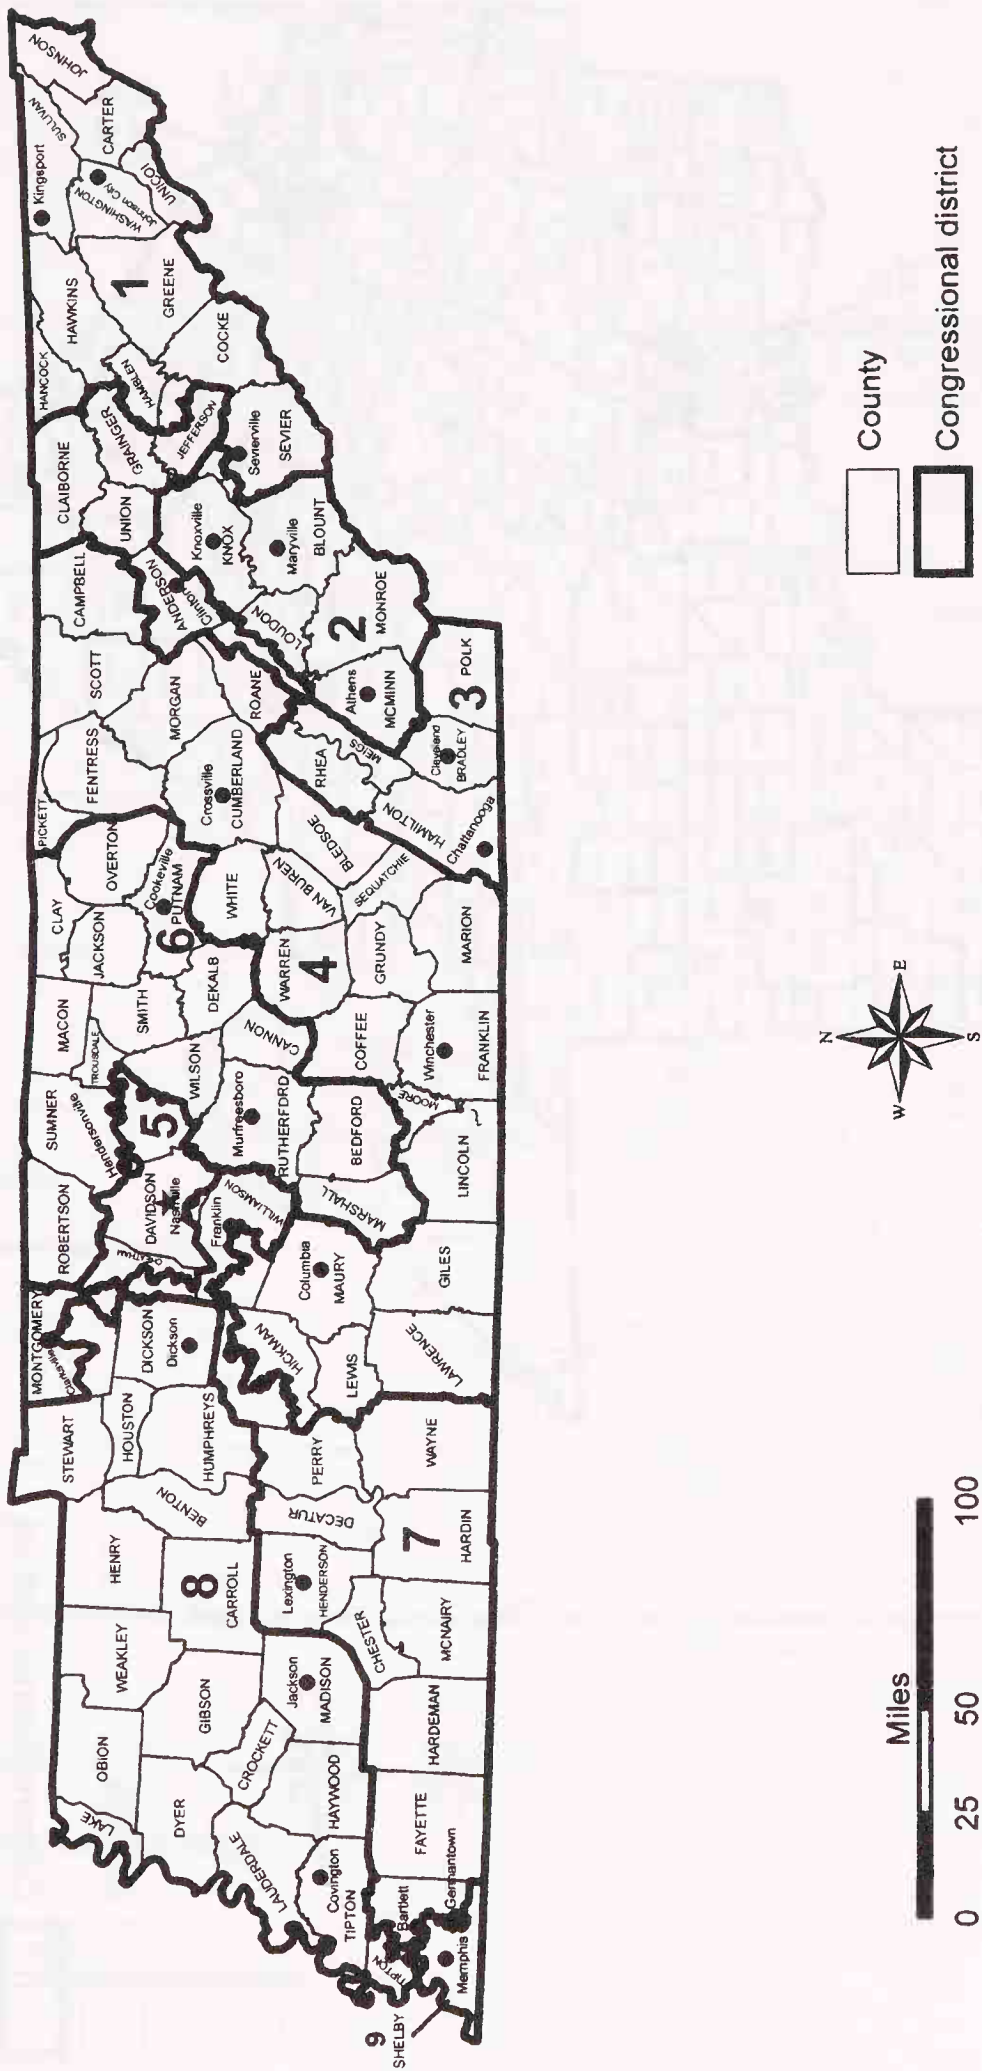 JOHNSON
SULLIVAN
CARTER
Kingsport
Johnson City
WASHINGTON
UNICOI
HAWKINS
1
GREENE
HANCOCK
HAMBLEN
COCKE
CLAIBORNE
GRAINGER
JEFFERSON
Sevierville
SEVIER
UNION
Knoxville
KNOX
Maryville
BLOUNT
CAMPBELL
ANDERSON
Clinton
LOUDON
2
MONROE
SCOTT
MORGAN
ROANE
Athens
MCMINN
3
POLK
PICKETT
FENTRESS
Crossville
CUMBERLAND
RHEA
MEIGS
Cleveland
BRADLEY
OVERTON
BLEDSOE
HAMILTON
Chattanooga
CLAY
JACKSON
Cookeville
PUTNAM
6
WHITE
VAN BUREN
SEQUATCHIE
MACON
SMITH
DEKALB
WARREN
4
GRUNDY
MARION
TROUSDALE
WILSON
CANNON
COFFEE
Winchester
FRANKLIN
SUMNER
Hendersonville
5
Murfreesboro
RUTHERFORD
BEDFORD
MOORE
LINCOLN
ROBERTSON
DAVIDSON
Nashville
Franklin
WILLIAMSON
MARSHALL
CHEATHAM
Columbia
MAURY
GILES
MONTGOMERY
Clarksville
DICKSON
Dickson
HICKMAN
LEWIS
LAWRENCE
STEWART
HOUSTON
HUMPHREYS
PERRY
WAYNE
BENTON
DECATUR
HENRY
8
CARROLL
Lexington
HENDERSON
7
HARDIN
WEAKLEY
GIBSON
Jackson
MADISON
CHESTER
MCNAIRY
OBION
CROCKETT
HARDEMAN
LAKE
DYER
HAYWOOD
FAYETTE
LAUDERDALE
Covington
TIPTON
Bartlett
Germantown
TIPTON
Memphis
9
SHELBY
County
Congressional district
N
E
S
W
Miles
0 25 50 100